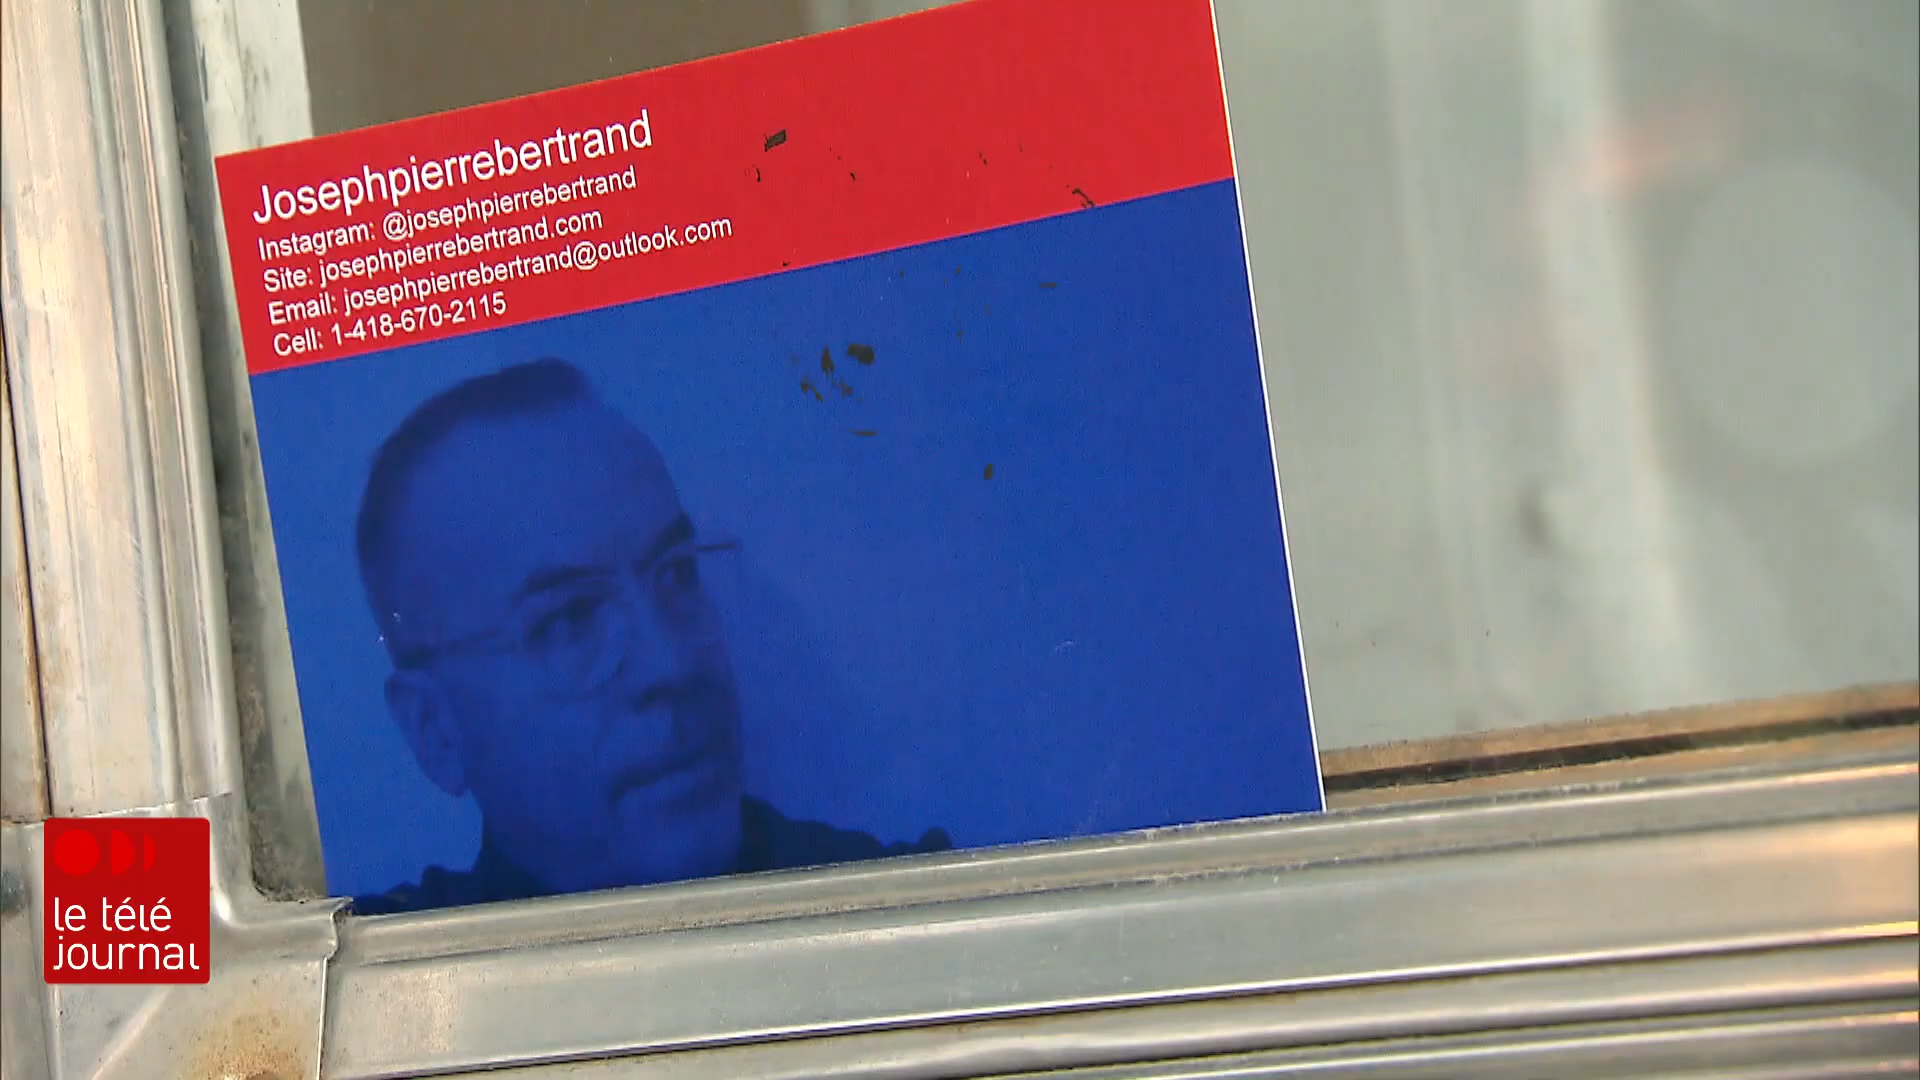 Josephpierrebertrand
Instagram: @josephpierrebertrand
Site: josephpierrebertrand.com
Email: josephpierrebertrand@outlook.com
Cell: 1-418-670-2115
le télé
journal